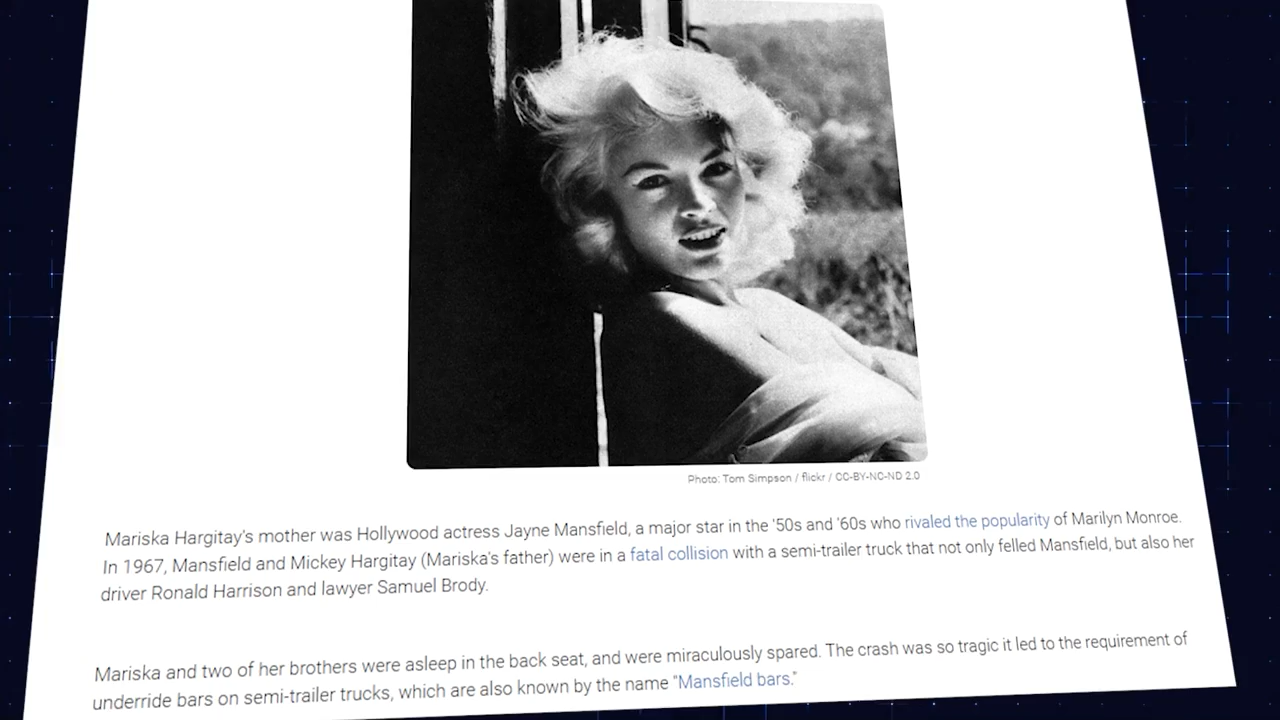 Photo: Tom Simpson / flickr / CC-BY-NC-ND 2.0
Mariska Hargitay's mother was Hollywood actress Jayne Mansfield, a major star in the '50s and '60s who rivaled the popularity of Marilyn Monroe.
In 1967, Mansfield and Mickey Hargitay (Mariska's father) were in a fatal collision with a semi-trailer truck that not only felled Mansfield, but also her
driver Ronald Harrison and lawyer Samuel Brody.
Mariska and two of her brothers were asleep in the back seat, and were miraculously spared. The crash was so tragic it led to the requirement of
underride bars on semi-trailer trucks, which are also known by the name "Mansfield bars."